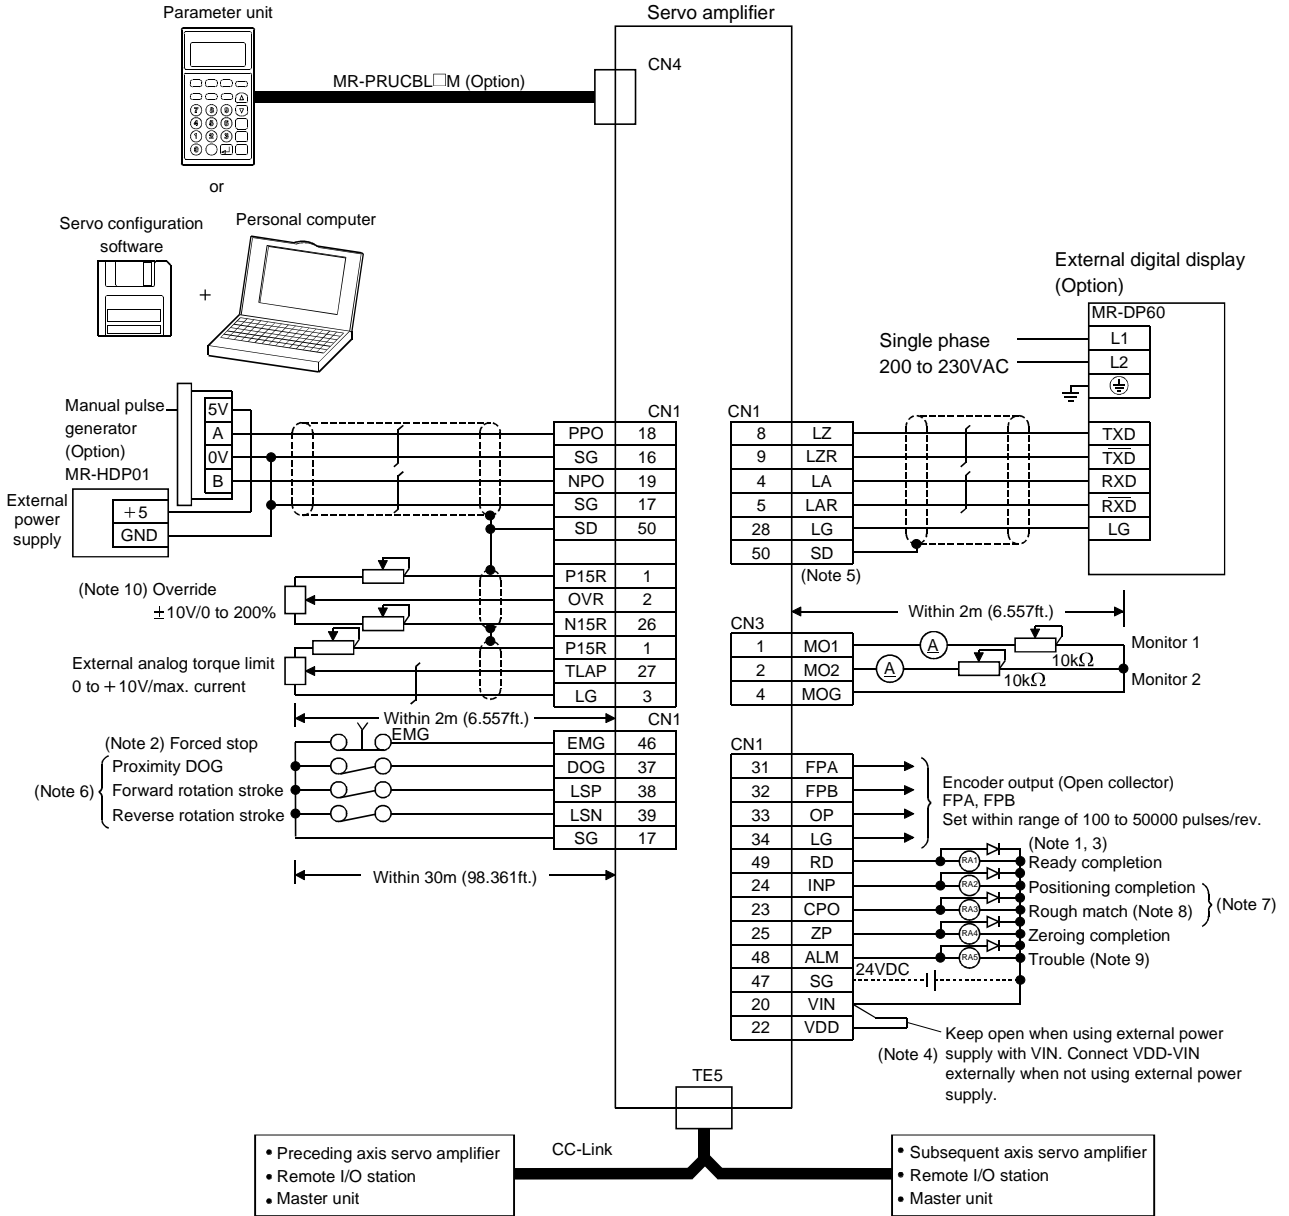 Parameter unit
Servo amplifier
CN4
MR-PRUCBL□M (Option)
or
Servo configuration
software
Personal computer
+
External digital display
(Option)
MR-DP60
Single phase
200 to 230VAC
L1
L2
Manual pulse
generator
(Option)
MR-HDP01
5V
A
0V
B
External
power
supply
+5
GND
CN1
PPO 18
SG 16
NPO 19
SG 17
SD 50
P15R 1
OVR 2
N15R 26
P15R 1
TLAP 27
LG 3
(Note 10) Override
±10V/0 to 200%
External analog torque limit
0 to +10V/max. current
Within 2m (6.557ft.)
CN1
8 LZ
9 LZR
4 LA
5 LAR
28 LG
50 SD
(Note 5)
TXD
TXD
RXD
RXD
LG
Within 2m (6.557ft.)
CN3
1 MO1
2 MO2
4 MOG
A
10kΩ
A
10kΩ
Monitor 1
Monitor 2
CN1
EMG 46
DOG 37
LSP 38
LSN 39
SG 17
(Note 2) Forced stop
EMG
Proximity DOG
(Note 6) Forward rotation stroke
Reverse rotation stroke
Within 30m (98.361ft.)
CN1
31 FPA
32 FPB
33 OP
34 LG
49 RD
24 INP
23 CPO
25 ZP
48 ALM
47 SG
20 VIN
22 VDD
Encoder output (Open collector)
FPA, FPB
Set within range of 100 to 50000 pulses/rev.
(Note 1, 3)
RA1 Ready completion
RA2 Positioning completion
RA3 Rough match (Note 8)
(Note 7)
RA4 Zeroing completion
RA5 Trouble (Note 9)
24VDC
(Note 4)
Keep open when using external power
supply with VIN. Connect VDD-VIN
externally when not using external power
supply.
TE5
CC-Link
• Preceding axis servo amplifier
• Remote I/O station
• Master unit
• Subsequent axis servo amplifier
• Remote I/O station
• Master unit